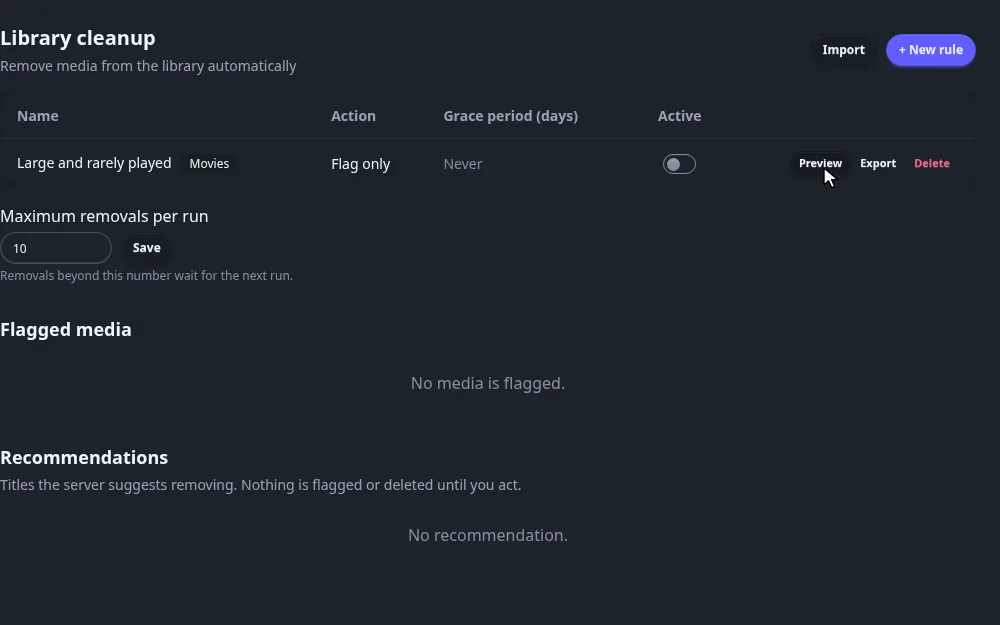 Library cleanup
Remove media from the library automatically
Import
+ New rule
Name Action Grace period (days) Active
Large and rarely played Movies Flag only Never Preview Export Delete
Maximum removals per run
10 Save
Removals beyond this number wait for the next run.
Flagged media
No media is flagged.
Recommendations
Titles the server suggests removing. Nothing is flagged or deleted until you act.
No recommendation.